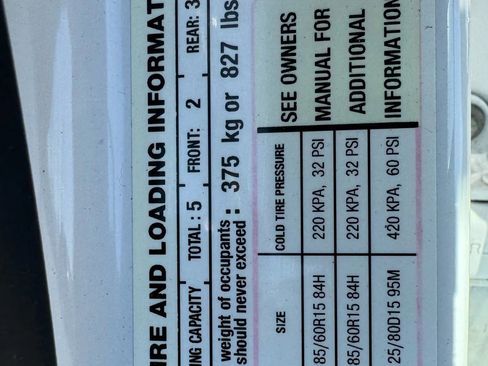 IRE AND LOADING INFORMAT
NG CAPACITY TOTAL : 5 FRONT: 2 REAR: 3
weight of occupants
should never exceed : 375 kg or 827 lbs
SIZE COLD TIRE PRESSURE SEE OWNERS
85/60R15 84H 220 KPA, 32 PSI MANUAL FOR
85/60R15 84H 220 KPA, 32 PSI ADDITIONAL
25/80D15 95M 420 KPA, 60 PSI INFORMATION